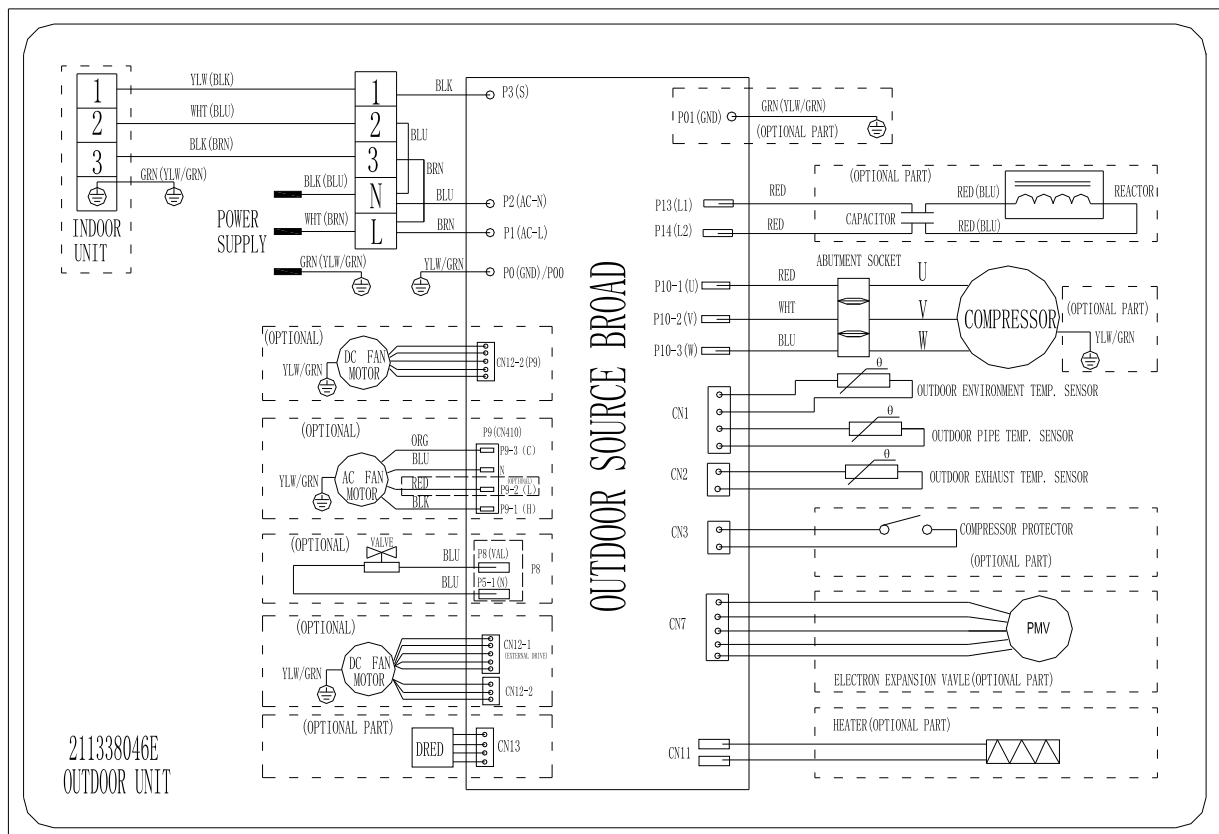 1
2
3
INDOOR
UNIT
YLW(BLK)
WHT(BLU)
BLK(BRN)
GRN(YLW/GRN)
1
2
3
N
L
BLU
BRN
BLK
P3(S)
BLK(BLU)
POWER
SUPPLY
WHT(BRN)
GRN(YLW/GRN)
BLU
P2(AC-N)
BRN
P1(AC-L)
YLW/GRN
P0(GND)/P00
(OPTIONAL)
DC FAN
MOTOR
YLW/GRN
CN12-2(P9)
(OPTIONAL)
AC FAN
MOTOR
YLW/GRN
ORG
BLU
RED
BLK
P9(CN410)
P9-3 (C)
N
(OPTIONAL)
P9-2 (L)
P9-1 (H)
(OPTIONAL)
VALVE
BLU
BLU
P8(VAL)
P5-1(N)
P8
(OPTIONAL)
DC FAN
MOTOR
YLW/GRN
CN12-1
(EXTERNAL DRIVE)
CN12-2
(OPTIONAL PART)
DRED
CN13
211338046E
OUTDOOR UNIT
OUTDOOR SOURCE BROAD
P01(GND)
GRN(YLW/GRN)
(OPTIONAL PART)
P13(L1)
RED
P14(L2)
RED
(OPTIONAL PART)
CAPACITOR
RED(BLU)
RED(BLU)
REACTOR
ABUTMENT SOCKET
P10-1(U)
RED
U
P10-2(V)
WHT
V
P10-3(W)
BLU
W
COMPRESSOR
(OPTIONAL PART)
YLW/GRN
CN1
θ
OUTDOOR ENVIRONMENT TEMP. SENSOR
θ
OUTDOOR PIPE TEMP. SENSOR
CN2
θ
OUTDOOR EXHAUST TEMP. SENSOR
CN3
COMPRESSOR PROTECTOR
(OPTIONAL PART)
CN7
PMV
ELECTRON EXPANSION VAVLE(OPTIONAL PART)
HEATER(OPTIONAL PART)
CN11